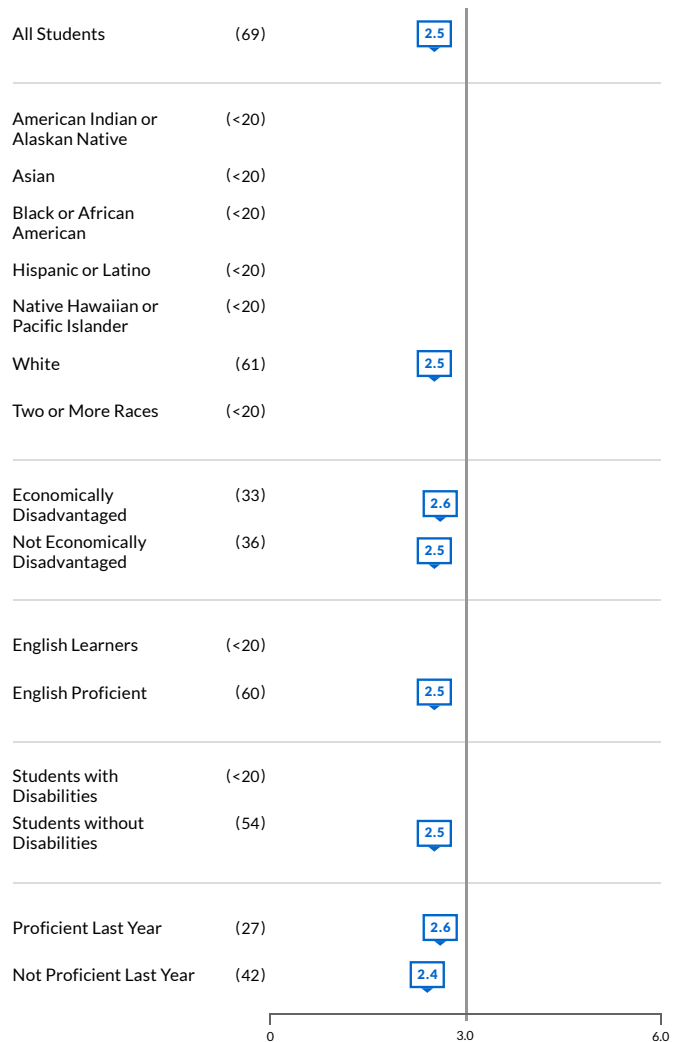 All Students (69) 2.5
American Indian or (<20)
Alaskan Native
Asian (<20)
Black or African (<20)
American
Hispanic or Latino (<20)
Native Hawaiian or (<20)
Pacific Islander
White (61) 2.5
Two or More Races (<20)
Economically (33) 2.6
Disadvantaged
Not Economically (36) 2.5
Disadvantaged
English Learners (<20)
English Proficient (60) 2.5
Students with (<20)
Disabilities
Students without (54) 2.5
Disabilities
Proficient Last Year (27) 2.6
Not Proficient Last Year (42) 2.4
0 3.0 6.0